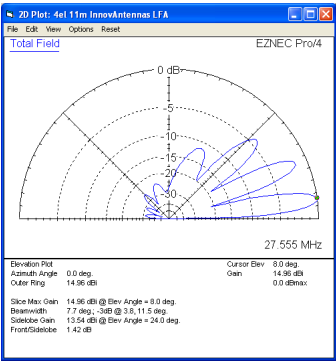 2D Plot: 4el 11m InnovAntennas LFA
File Edit View Options Reset
Total Field
EZNEC Pro/4
0 dB
-5
-10
-15
-20
-30
27.555 MHz
Elevation Plot
Azimuth Angle 0.0 deg.
Outer Ring 14.96 dBi
Cursor Elev 8.0 deg.
Gain 14.96 dBi
0.0 dBmax
Slice Max Gain 14.96 dBi @ Elev Angle = 8.0 deg.
Beamwidth 7.7 deg.; -3dB @ 3.8, 11.5 deg.
Sidelobe Gain 13.54 dBi @ Elev Angle = 24.0 deg.
Front/Sidelobe 1.42 dB